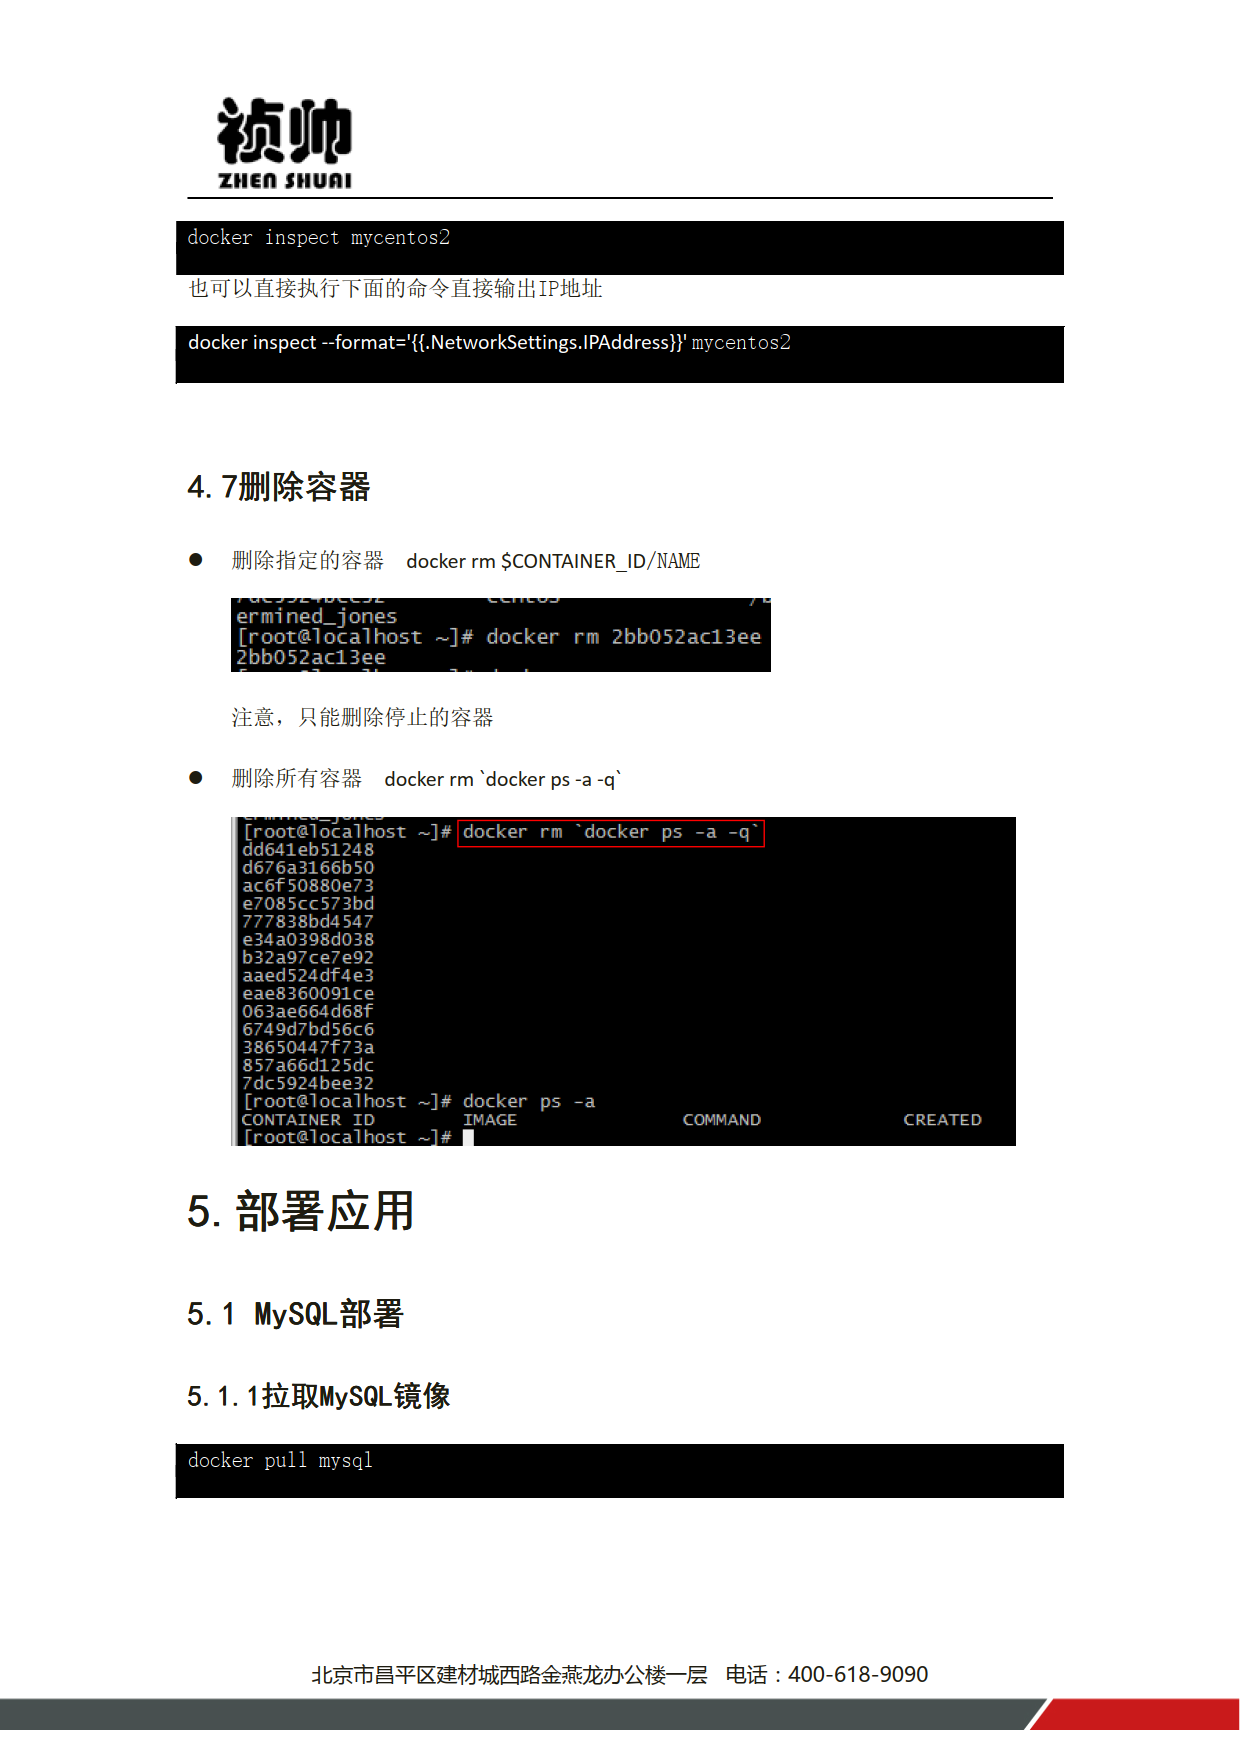 祯帅
ZHEN SHUAI
docker inspect mycentos2
也可以直接执行下面的命令直接输出IP地址
docker inspect --format='{{.NetworkSettings.IPAddress}}' mycentos2
4.7删除容器
● 删除指定的容器 docker rm $CONTAINER_ID/NAME
ermined_jones
[root@localhost ~]# docker rm 2bb052ac13ee
2bb052ac13ee
注意，只能删除停止的容器
● 删除所有容器 docker rm `docker ps -a -q`
[root@localhost ~]# docker rm `docker ps -a -q`
dd641eb51248
d676a3166b50
ac6f50880e73
e7085cc573bd
777838bd4547
e34a0398d038
b32a97ce7e92
aaed524df4e3
eae8360091ce
063ae664d68f
6749d7bd56c6
38650447f73a
857a66d125dc
7dc5924bee32
[root@localhost ~]# docker ps -a
CONTAINER ID IMAGE COMMAND CREATED
[root@localhost ~]#
5.部署应用
5.1 MySQL部署
5.1.1拉取MySQL镜像
docker pull mysql
北京市昌平区建材城西路金燕龙办公楼一层 电话：400-618-9090